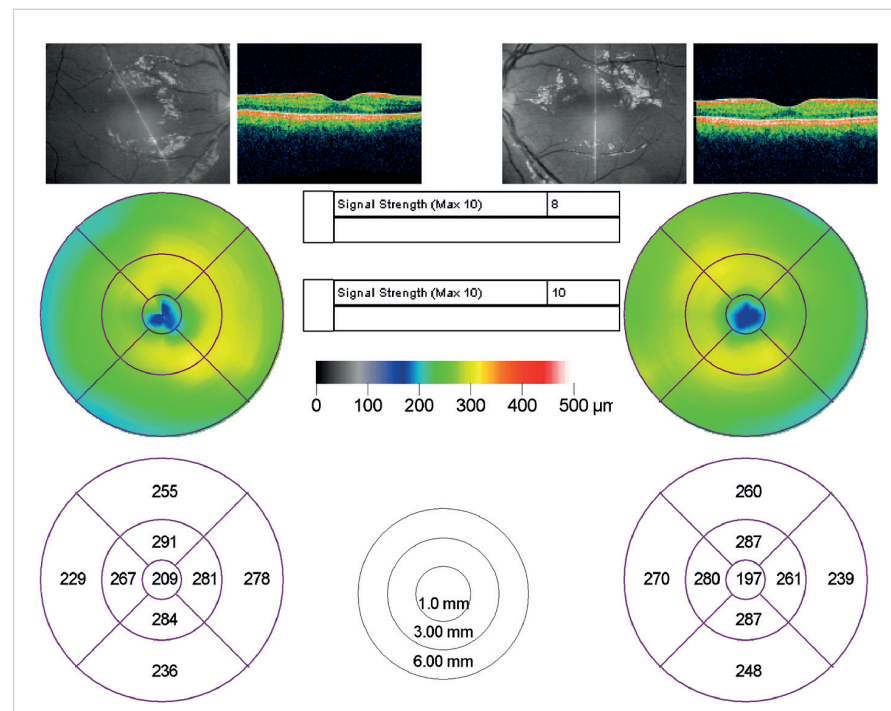 Signal Strength (Max 10) 8
Signal Strength (Max 10) 10
0 100 200 300 400 500 µm
255
291
229 267 209 281 278
284
236
1.0 mm
3.00 mm
6.00 mm
260
287
270 280 197 261 239
287
248